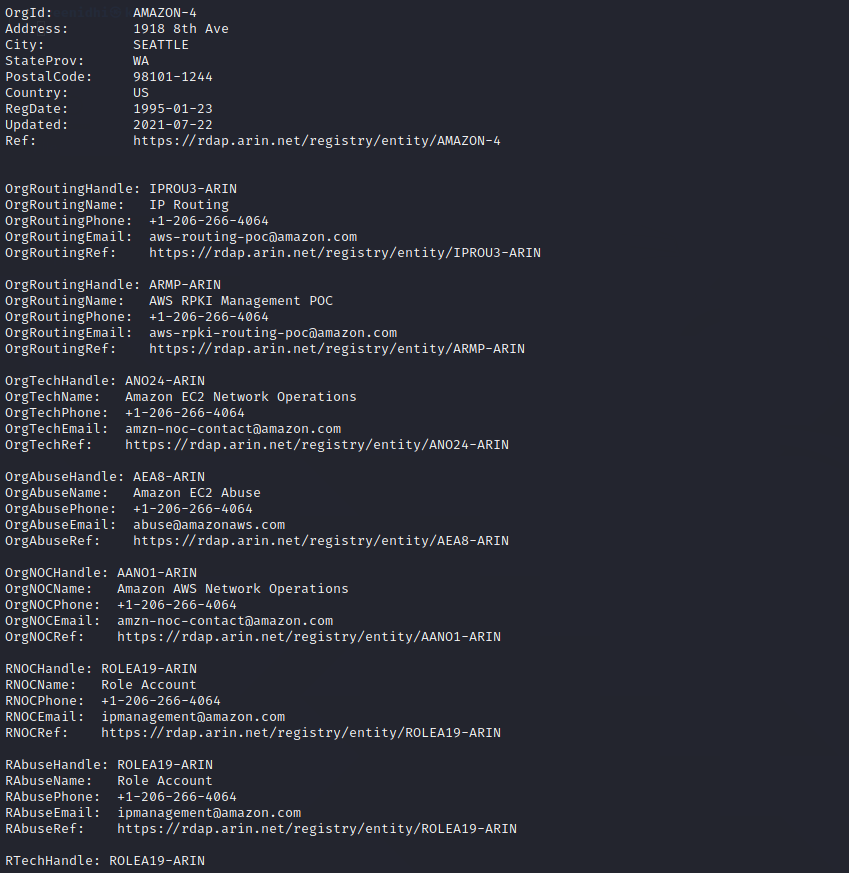 OrgId:          AMAZON-4
Address:        1918 8th Ave
City:           SEATTLE
StateProv:      WA
PostalCode:     98101-1244
Country:        US
RegDate:        1995-01-23
Updated:        2021-07-22
Ref:            https://rdap.arin.net/registry/entity/AMAZON-4

OrgRoutingHandle: IPROU3-ARIN
OrgRoutingName:   IP Routing
OrgRoutingPhone:  +1-206-266-4064
OrgRoutingEmail:  aws-routing-poc@amazon.com
OrgRoutingRef:    https://rdap.arin.net/registry/entity/IPROU3-ARIN

OrgRoutingHandle: ARMP-ARIN
OrgRoutingName:   AWS RPKI Management POC
OrgRoutingPhone:  +1-206-266-4064
OrgRoutingEmail:  aws-rpki-routing-poc@amazon.com
OrgRoutingRef:    https://rdap.arin.net/registry/entity/ARMP-ARIN

OrgTechHandle: ANO24-ARIN
OrgTechName:   Amazon EC2 Network Operations
OrgTechPhone:  +1-206-266-4064
OrgTechEmail:  amzn-noc-contact@amazon.com
OrgTechRef:    https://rdap.arin.net/registry/entity/ANO24-ARIN

OrgAbuseHandle: AEA8-ARIN
OrgAbuseName:   Amazon EC2 Abuse
OrgAbusePhone:  +1-206-266-4064
OrgAbuseEmail:  abuse@amazonaws.com
OrgAbuseRef:    https://rdap.arin.net/registry/entity/AEA8-ARIN

OrgNOCHandle: AANO1-ARIN
OrgNOCName:   Amazon AWS Network Operations
OrgNOCPhone:  +1-206-266-4064
OrgNOCEmail:  amzn-noc-contact@amazon.com
OrgNOCRef:    https://rdap.arin.net/registry/entity/AANO1-ARIN

RNOCHandle: ROLEA19-ARIN
RNOCName:   Role Account
RNOCPhone:  +1-206-266-4064
RNOCEmail:  ipmanagement@amazon.com
RNOCRef:    https://rdap.arin.net/registry/entity/ROLEA19-ARIN

RAbuseHandle: ROLEA19-ARIN
RAbuseName:   Role Account
RAbusePhone:  +1-206-266-4064
RAbuseEmail:  ipmanagement@amazon.com
RAbuseRef:    https://rdap.arin.net/registry/entity/ROLEA19-ARIN

RTechHandle: ROLEA19-ARIN